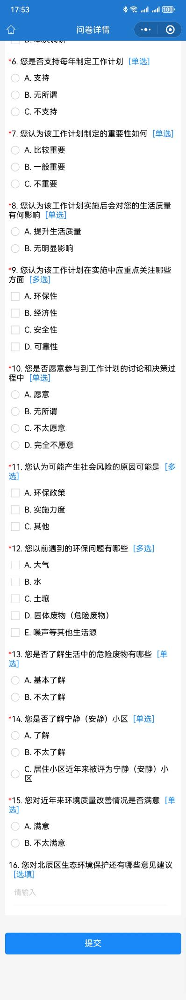 17:53
100
问卷详情
D. 本次调研
*6. 您是否支持每年制定工作计划 [单选]
A. 支持
B. 无所谓
C. 不支持
*7. 您认为该工作计划制定的重要性如何 [单选]
A. 比较重要
B. 一般重要
C. 不重要
*8. 您认为该工作计划实施后会对您的生活质量
有何影响 [单选]
A. 提升生活质量
B. 无明显影响
*9. 您认为该工作计划在实施中应重点关注哪些
方面 [多选]
A. 环保性
B. 经济性
C. 安全性
D. 可靠性
*10. 您是否愿意参与到工作计划的讨论和决策过
程中 [单选]
A. 愿意
B. 无所谓
C. 不太愿意
D. 完全不愿意
*11. 您认为可能产生社会风险的原因可能是 [多
选]
A. 环保政策
B. 实施力度
C. 其他
*12. 您以前遇到的环保问题有哪些 [多选]
A. 大气
B. 水
C. 土壤
D. 固体废物（危险废物）
E. 噪声等其他生活源
*13. 您是否了解生活中的危险废物有哪些 [单
选]
A. 基本了解
B. 不太了解
*14. 您是否了解宁静（安静）小区 [单选]
A. 了解
B. 不太了解
C. 居住小区近年来被评为宁静（安静）小
区
*15. 您对近年来环境质量改善情况是否满意 [单
选]
A. 满意
B. 不太满意
16. 您对北辰区生态环境保护还有哪些意见建议
[选填]
请输入
提交